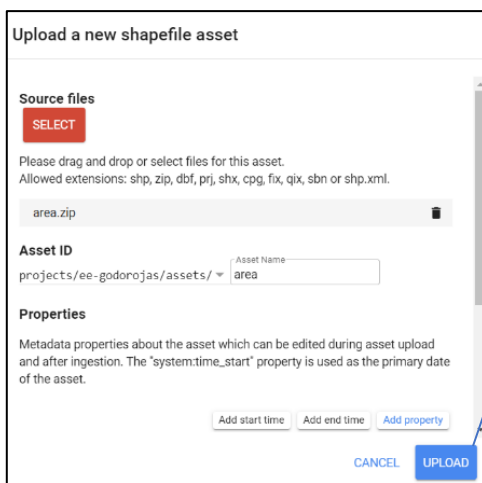 Upload a new shapefile asset
Source files
SELECT
Please drag and drop or select files for this asset.
Allowed extensions: shp, zip, dbf, prj, shx, cpg, fix, qix, sbn or shp.xml.
area.zip
Asset ID
Asset Name
projects/ee-godorojas/assets/ area
Properties
Metadata properties about the asset which can be edited during asset upload
and after ingestion. The "system:time_start" property is used as the primary date
of the asset.
Add start time Add end time Add property
CANCEL UPLOAD